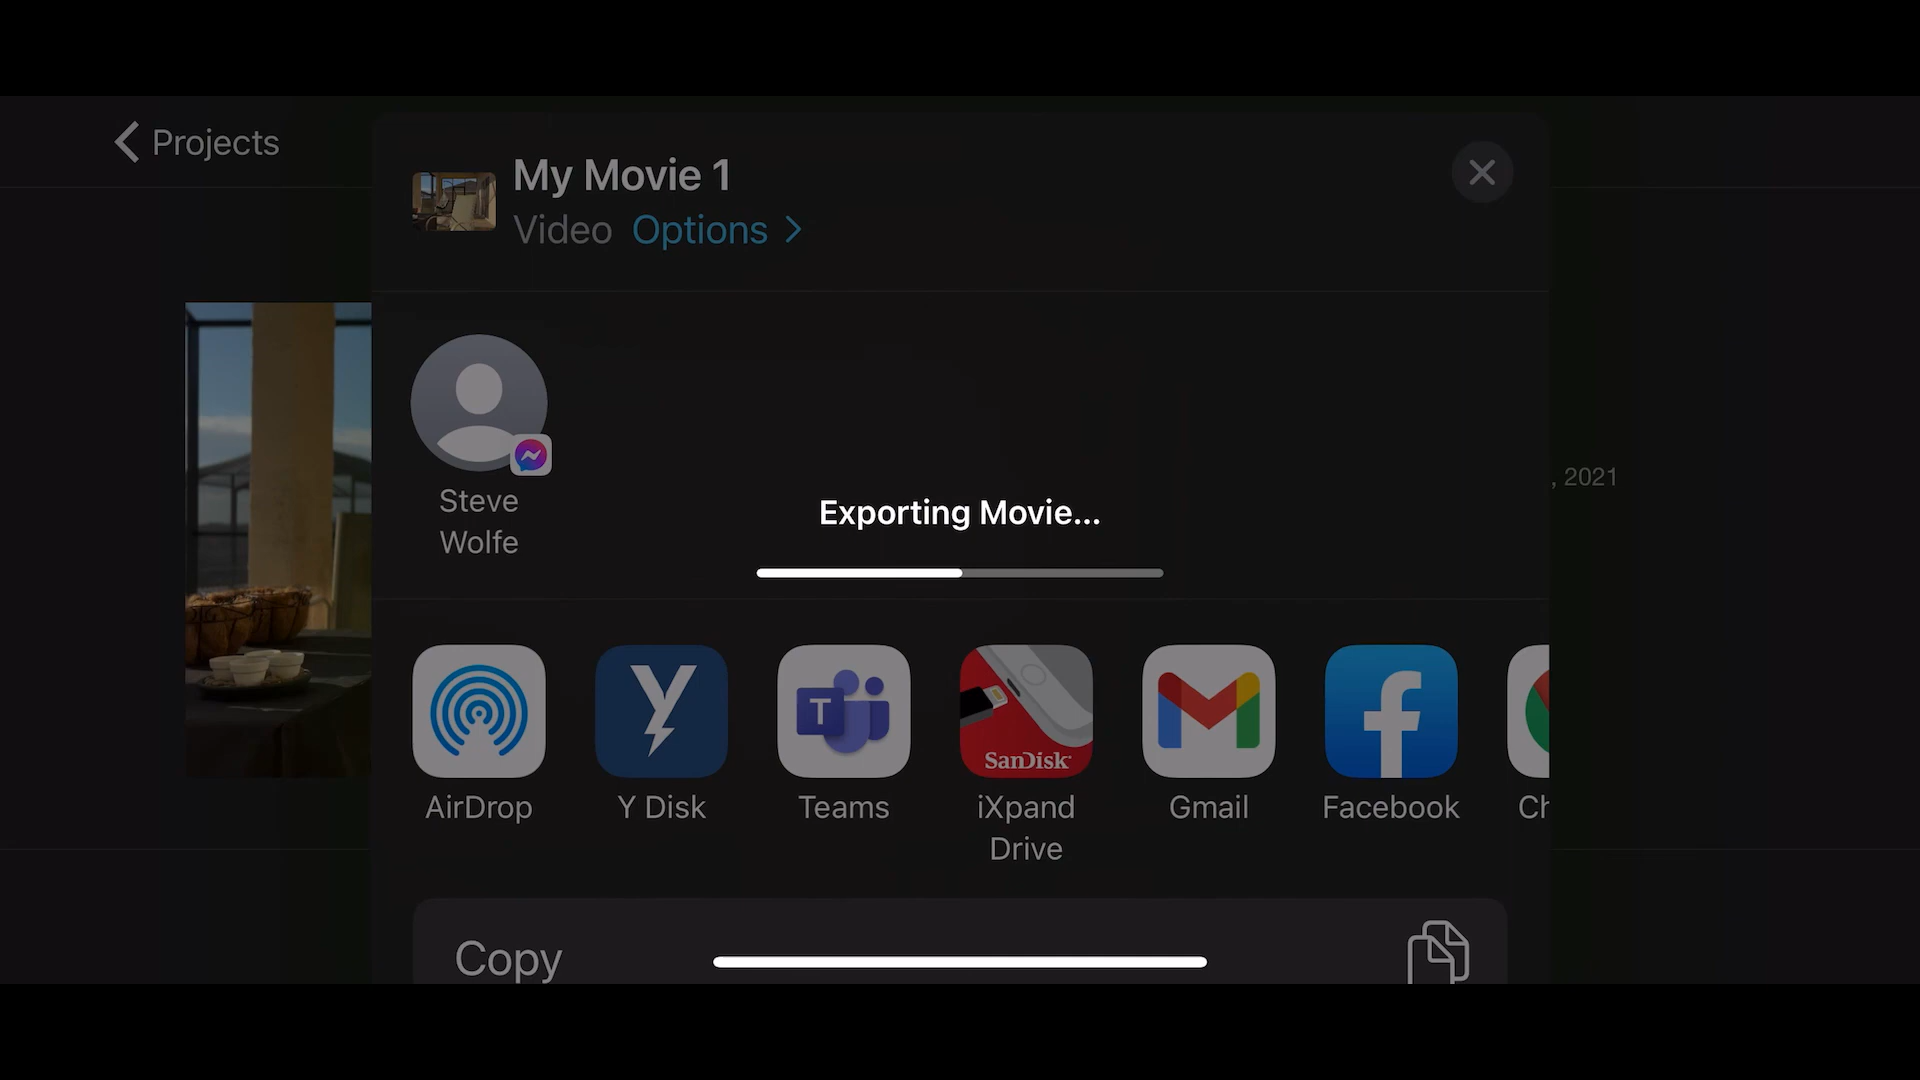 Projects
My Movie 1
Video Options
, 2021
Steve
Wolfe
Exporting Movie...
T
SanDisk
AirDrop
Y Disk
Teams
iXpand
Drive
Gmail
Facebook
Ch
Copy